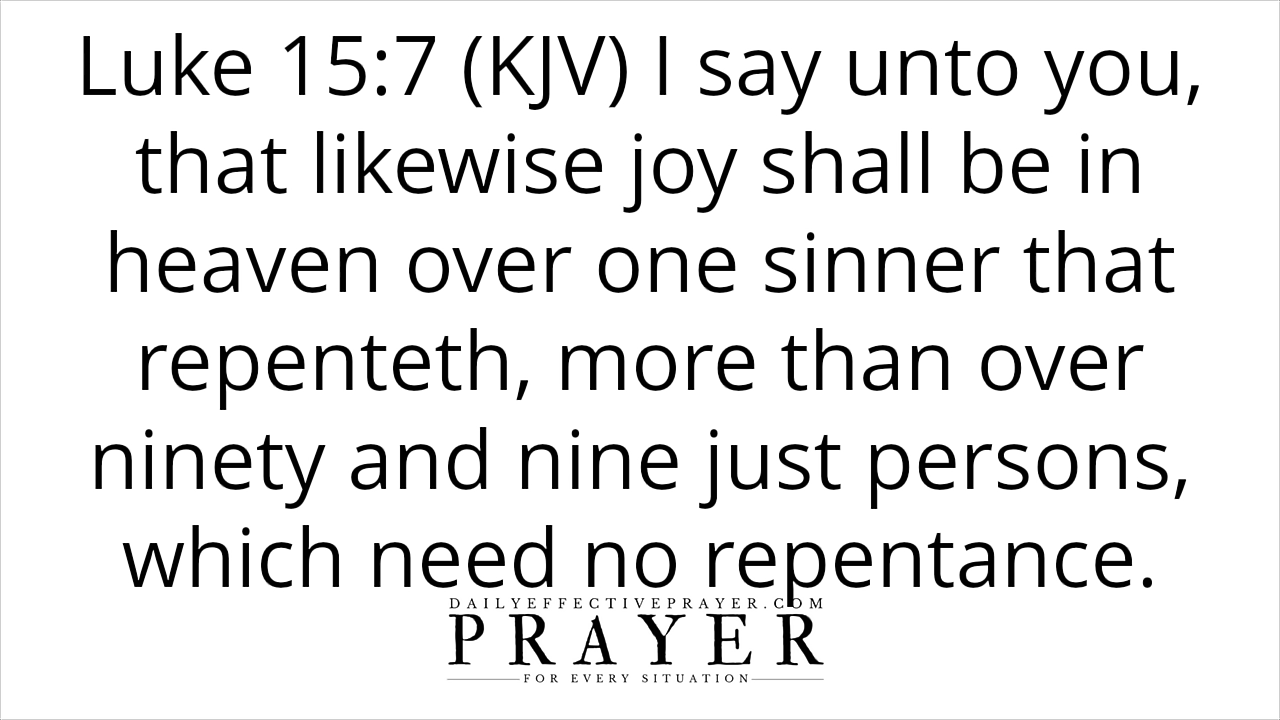 Luke 15:7 (KJV) I say unto you,
that likewise joy shall be in
heaven over one sinner that
repenteth, more than over
ninety and nine just persons,
which need no repentance.
DAILYEFFECTIVEPRAYER.COM
PRAYER
FOR EVERY SITUATION